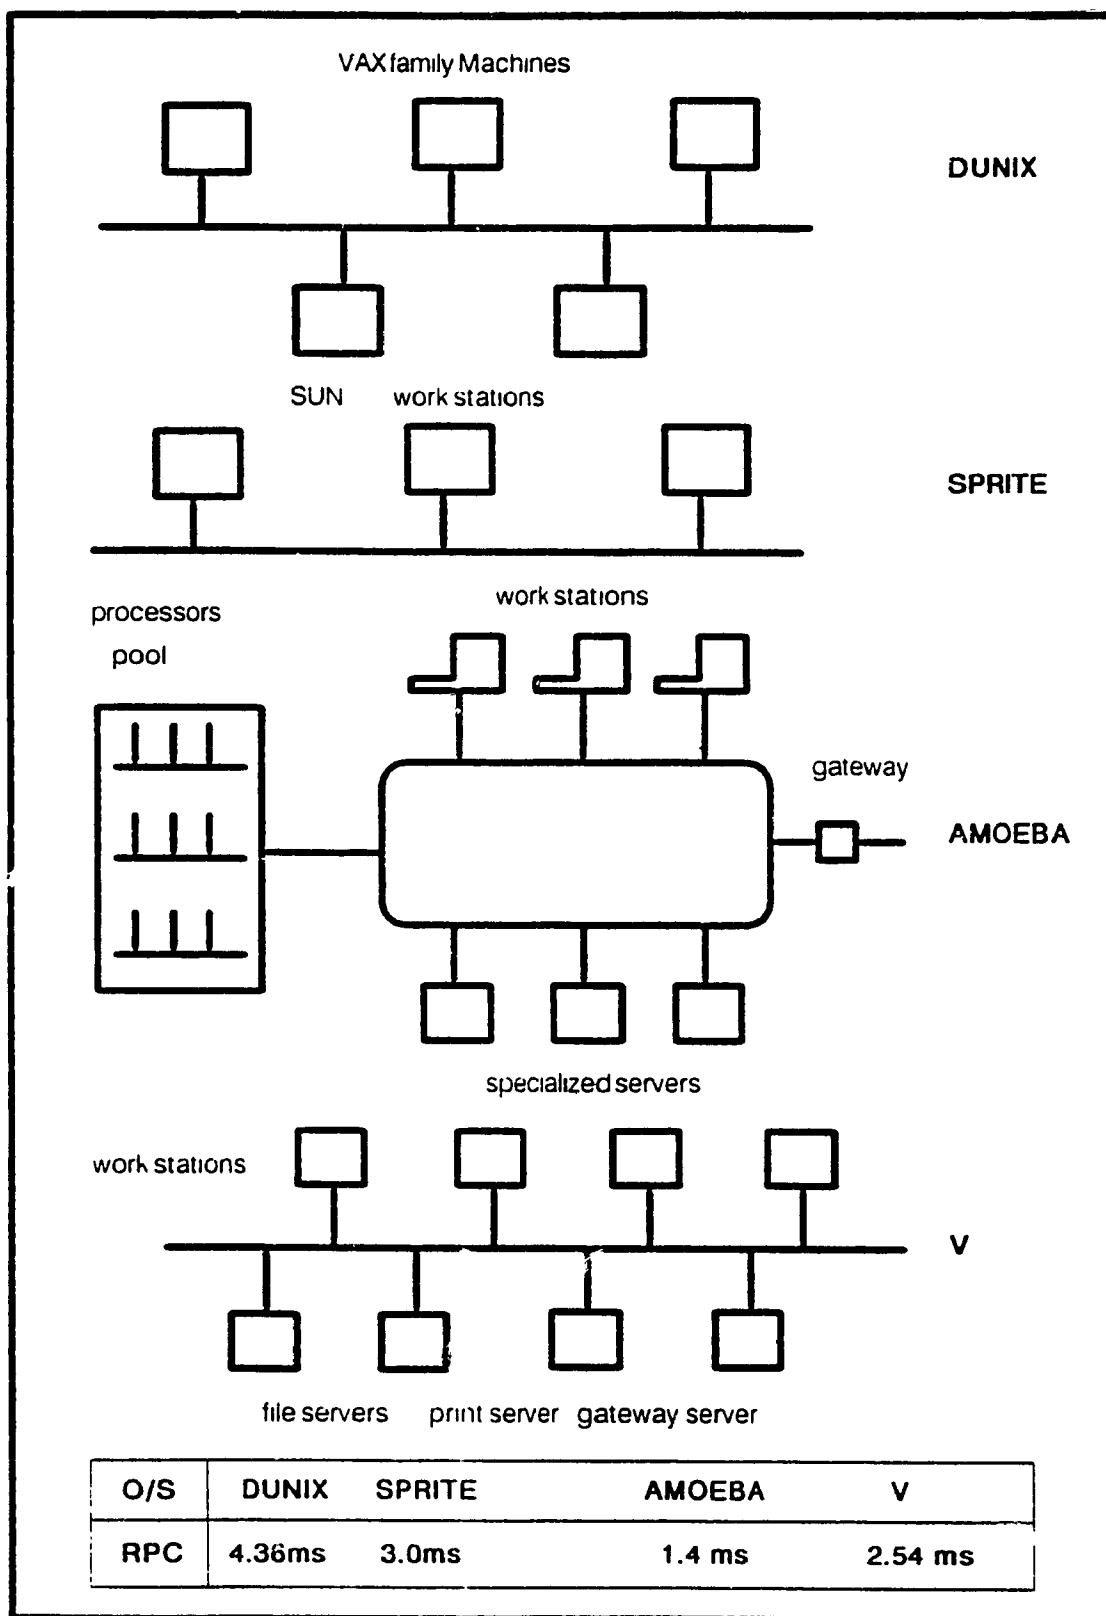 VAX family Machines
DUNIX
SUN work stations
SPRITE
work stations
processors
pool
gateway
AMOEBA
specialized servers
work stations
V
file servers print server gateway server
O/S DUNIX SPRITE AMOEBA V
RPC 4.36ms 3.0ms 1.4 ms 2.54 ms